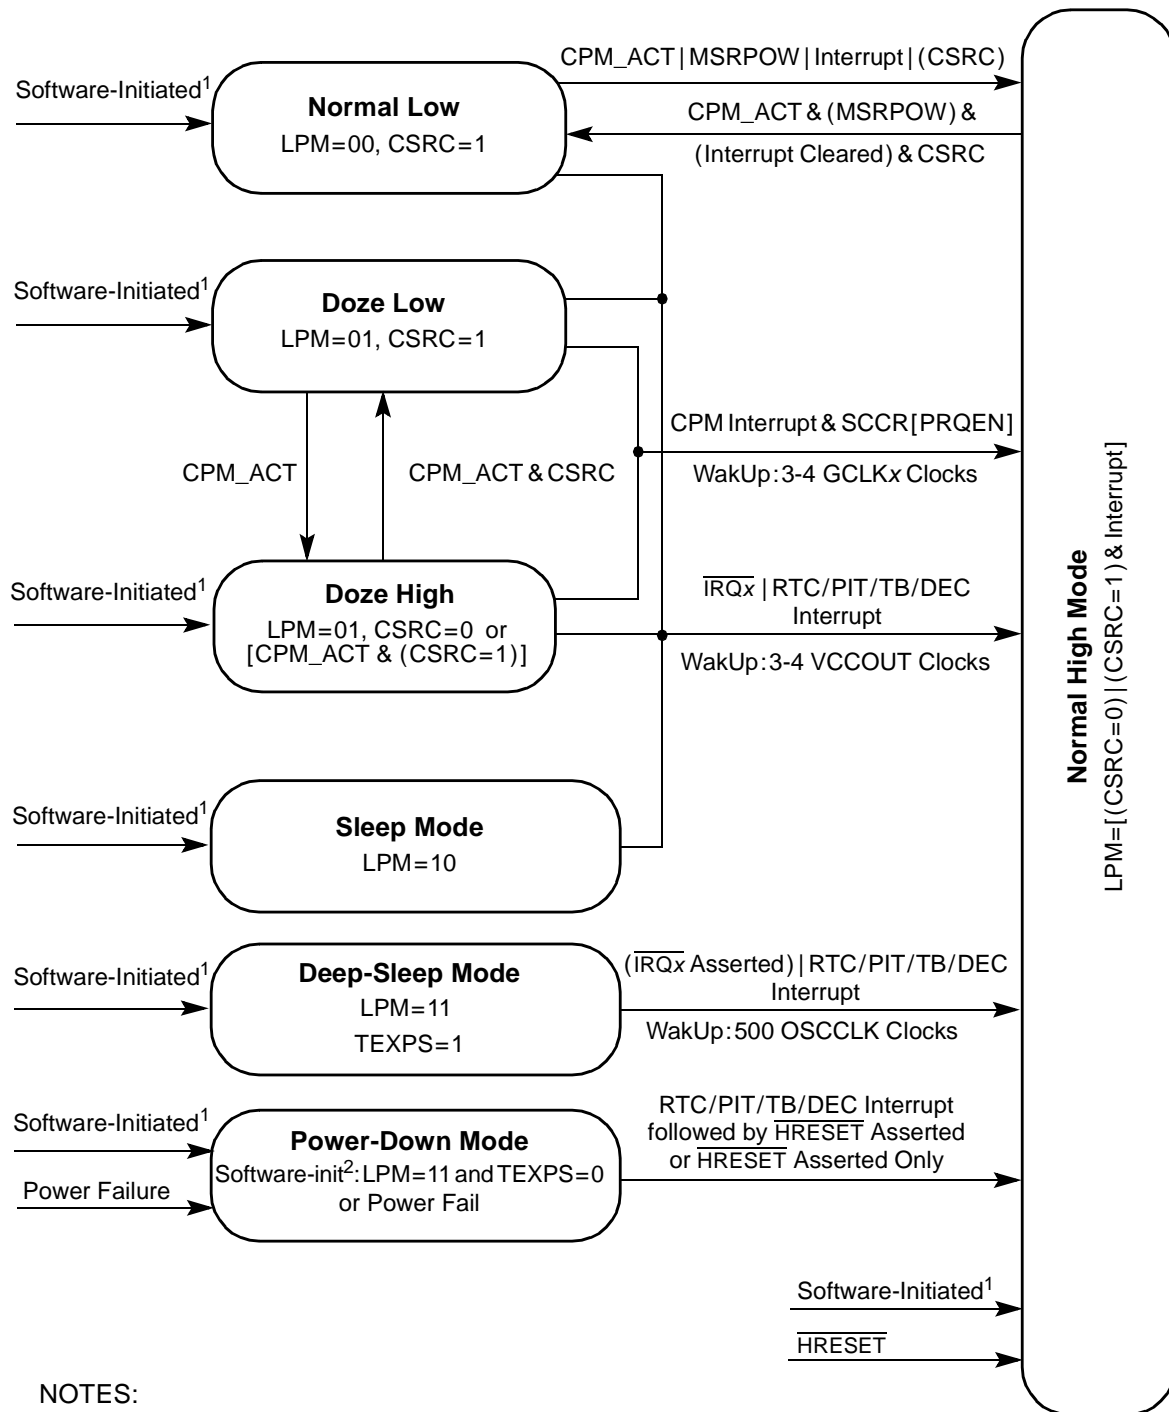 Software-Initiated1
Normal Low
LPM=00, CSRC=1
CPM_ACT|MSRPOW|Interrupt|(CSRC)
CPM_ACT & (MSRPOW) &
(Interrupt Cleared) & CSRC
Software-Initiated1
Doze Low
LPM=01, CSRC=1
CPM_ACT
CPM_ACT & CSRC
CPM Interrupt & SCCR[PRQEN]
WakUp:3-4 GCLKx Clocks
Software-Initiated1
Doze High
LPM=01, CSRC=0 or
[CPM_ACT & (CSRC=1)]
IRQx | RTC/PIT/TB/DEC
Interrupt
WakUp:3-4 VCCOUT Clocks
Software-Initiated1
Sleep Mode
LPM=10
Software-Initiated1
Deep-Sleep Mode
LPM=11
TEXPS=1
(IRQx Asserted)|RTC/PIT/TB/DEC
Interrupt
WakUp:500 OSCCLK Clocks
Software-Initiated1
Power Failure
Power-Down Mode
Software-init2:LPM=11 and TEXPS=0
or Power Fail
RTC/PIT/TB/DEC Interrupt
followed by HRESET Asserted
or HRESET Asserted Only
Software-Initiated1
HRESET
Normal High Mode
LPM=[(CSRC=0)|(CSRC=1)& Interrupt]
NOTES: